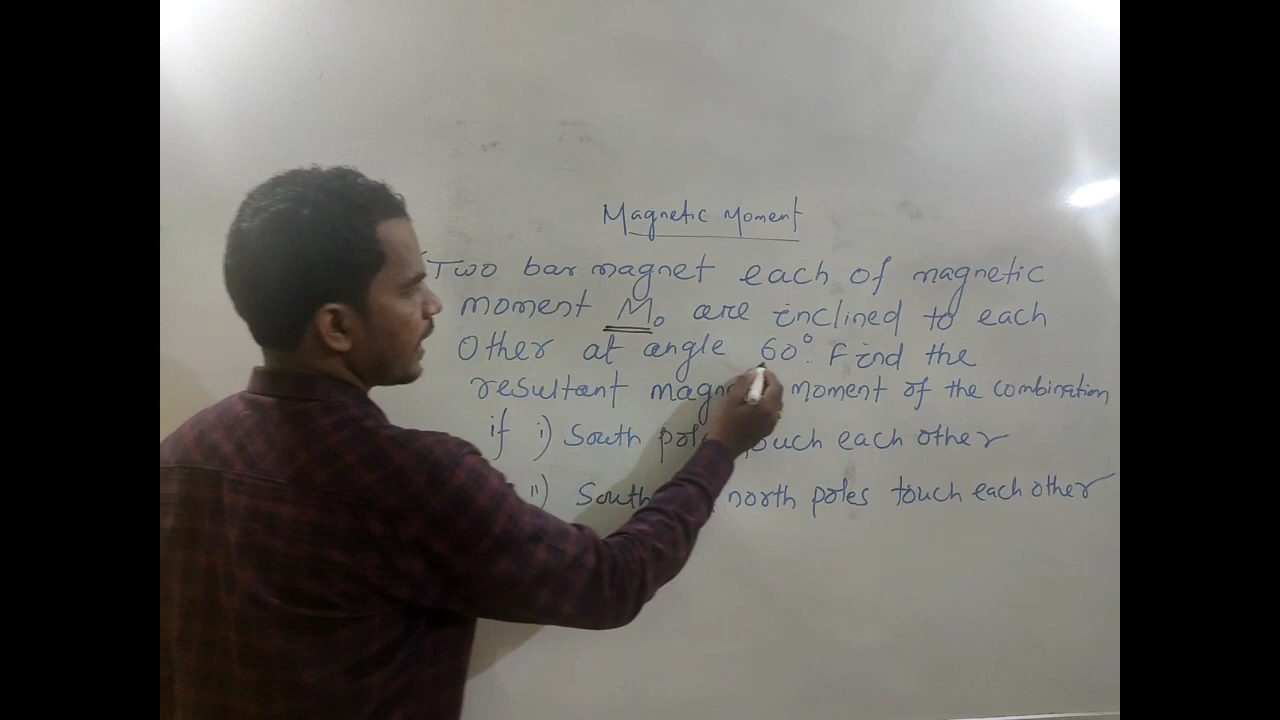 Magnetic Moment
Two bar magnet each of magnetic
moment M₀ are inclined to each
Other at angle 60°. Find the
resultant moment of the combination
if i) South touch each other
ii) South north poles touch each other